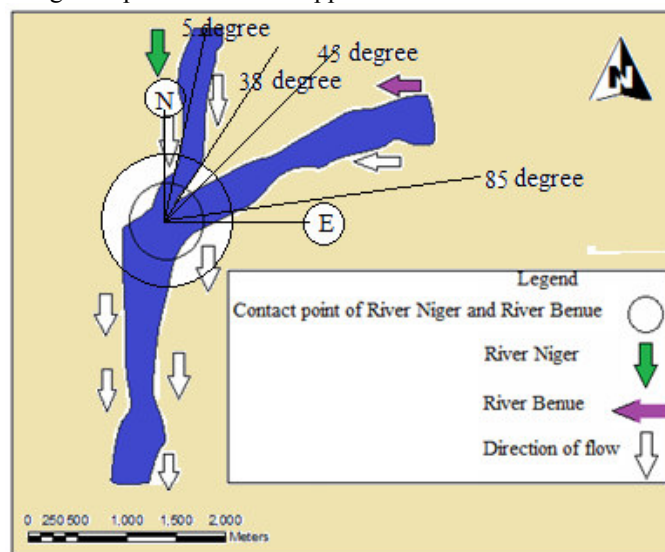 5 degree
45 degree
38 degree
N
N
85 degree
E
Legend
Contact point of River Niger and River Benue
River Niger
River Benue
Direction of flow
0 250 500 1,000 1,500 2,000
Meters